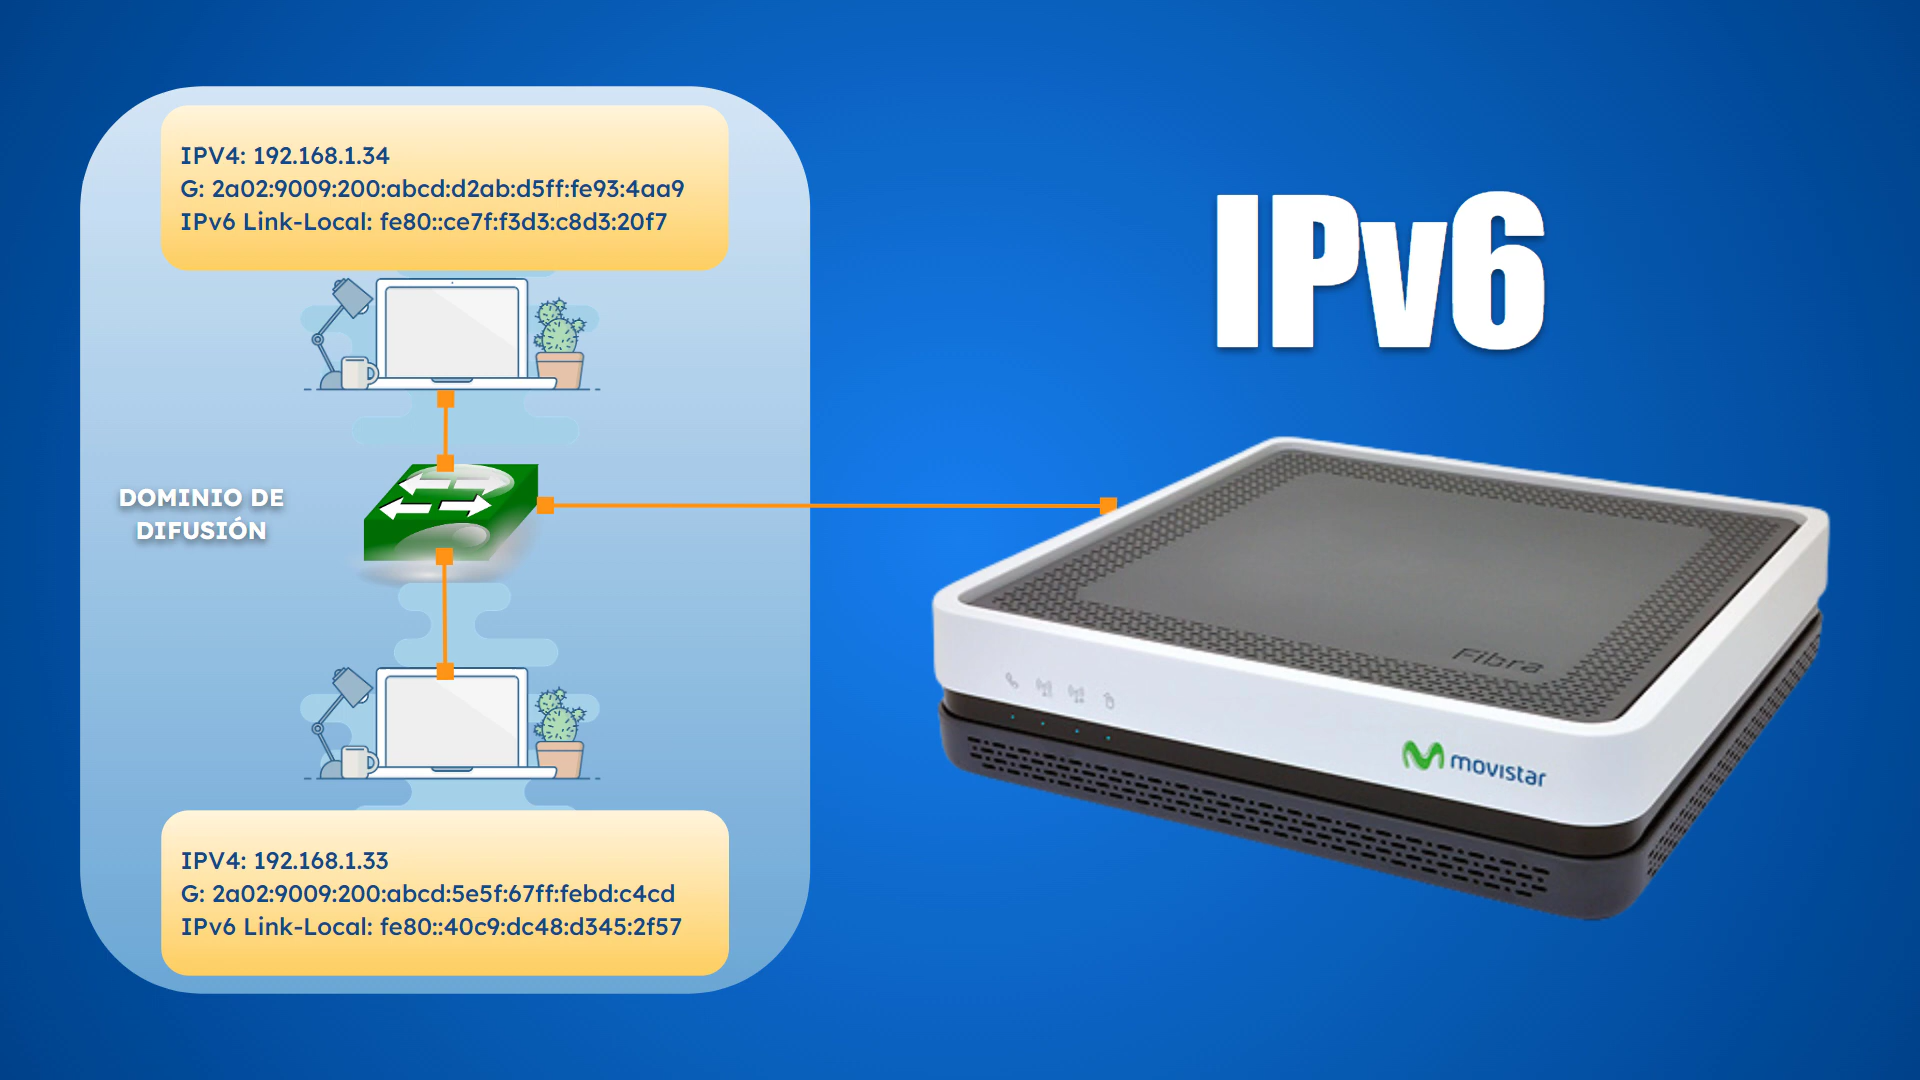 IPV4: 192.168.1.34
G: 2a02:9009:200:abcd:d2ab:d5ff:fe93:4aa9
IPv6 Link-Local: fe80::ce7f:f3d3:c8d3:20f7
IPv6
DOMINIO DE
DIFUSIÓN
Fibra
movistar
IPV4: 192.168.1.33
G: 2a02:9009:200:abcd:5e5f:67ff:febd:c4cd
IPv6 Link-Local: fe80::40c9:dc48:d345:2f57